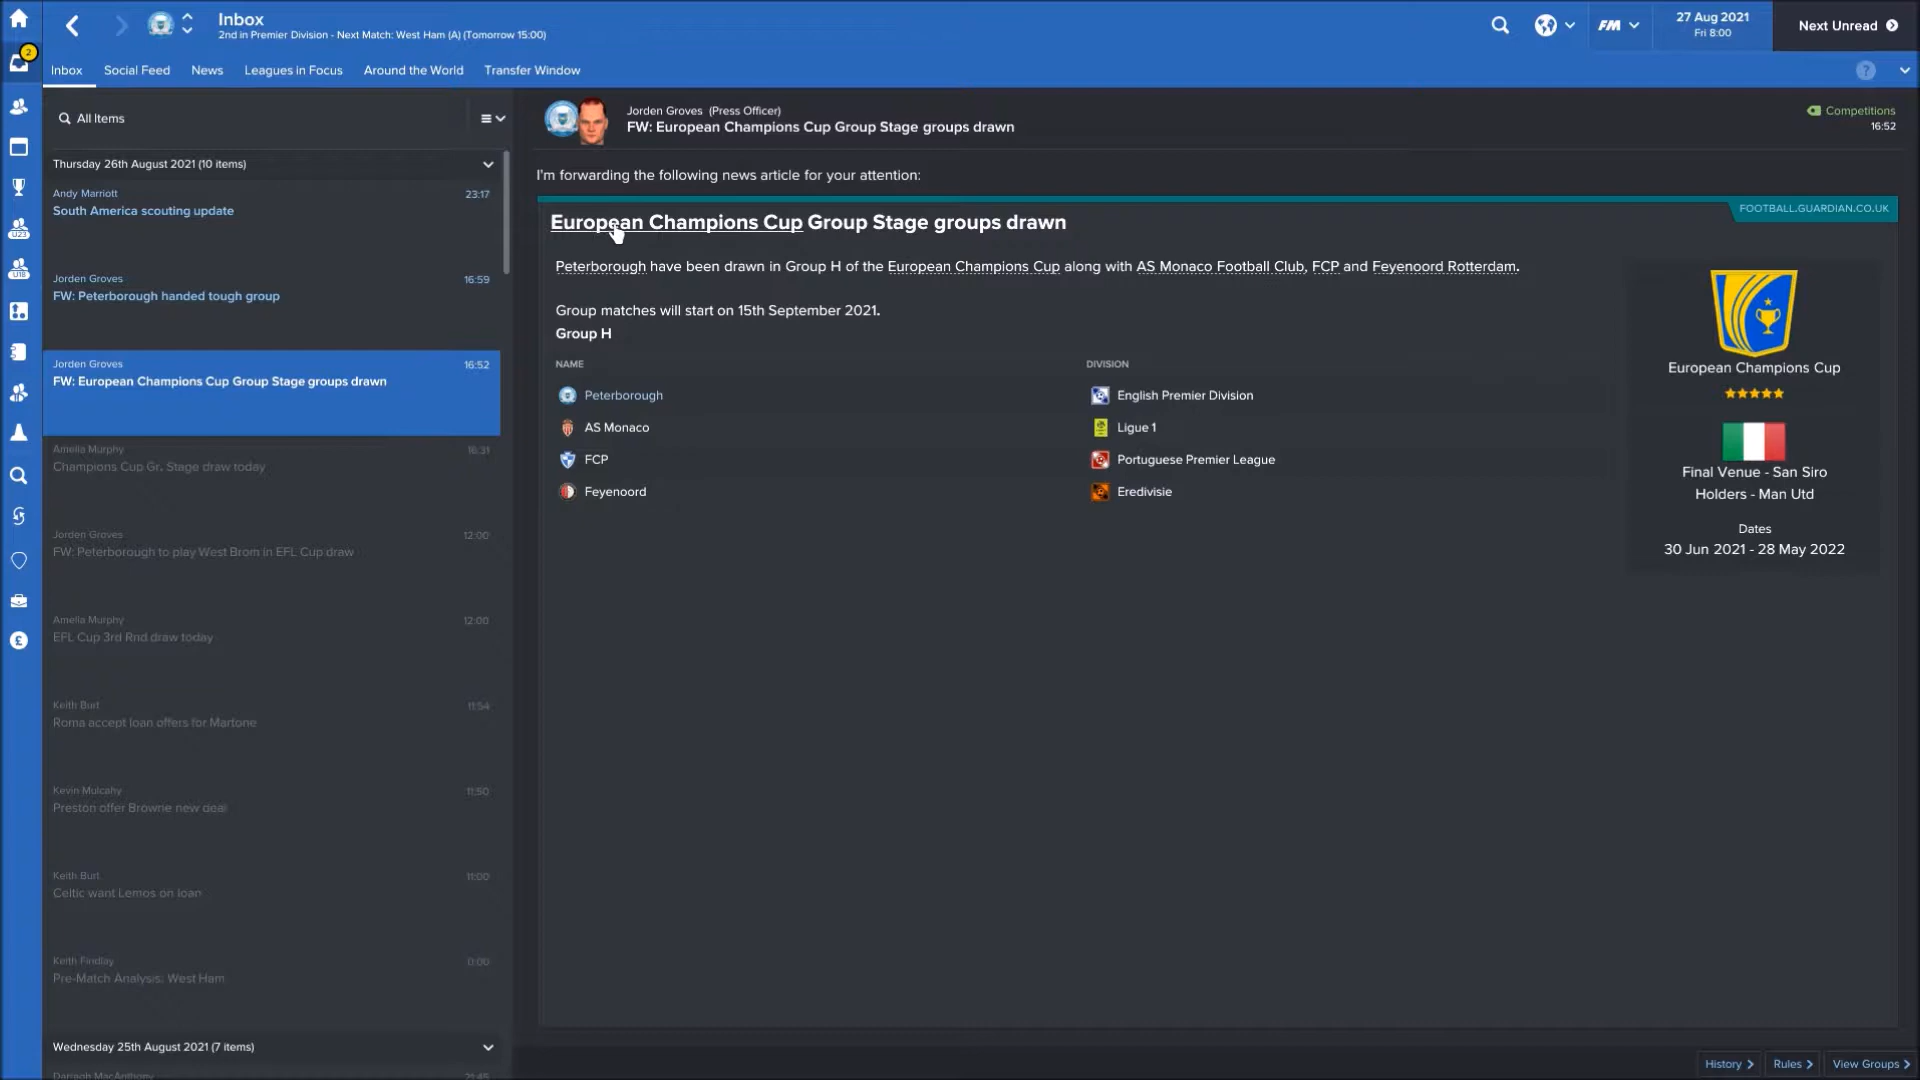 Inbox
2nd in Premier Division - Next Match: West Ham (A) (Tomorrow 15:00)
FM
27 Aug 2021
Fri 8:00
Next Unread
2
Inbox
Social Feed
News
Leagues in Focus
Around the World
Transfer Window
?
All Items
Thursday 26th August 2021 (10 items)
Andy Marriott
23:17
South America scouting update
Jorden Groves
16:59
FW: Peterborough handed tough group
Jorden Groves
16:52
FW: European Champions Cup Group Stage groups drawn
Amelia Murphy
16:31
Champions Cup Gr. Stage draw today
Jorden Groves
12:00
FW: Peterborough to play West Brom in EFL Cup draw
Amelia Murphy
12:00
EFL Cup 3rd Rnd draw today
Keith Burt
11:54
Roma accept loan offers for Martone
Kevin Mulcahy
11:50
Preston offer Browne new deal
Keith Burt
11:00
Celtic want Lemos on loan
Keith Findlay
0:00
Pre-Match Analysis: West Ham
Wednesday 25th August 2021 (7 items)
Darragh MacAnthony
21:45
U23
U18
£
Jorden Groves (Press Officer)
FW: European Champions Cup Group Stage groups drawn
Competitions
16:52
I'm forwarding the following news article for your attention:
FOOTBALL.GUARDIAN.CO.UK
European Champions Cup Group Stage groups drawn
Peterborough have been drawn in Group H of the European Champions Cup along with AS Monaco Football Club, FCP and Feyenoord Rotterdam.
Group matches will start on 15th September 2021.
Group H
NAME
DIVISION
Peterborough
English Premier Division
AS Monaco
Ligue 1
FCP
Portuguese Premier League
Feyenoord
Eredivisie
European Champions Cup
Final Venue - San Siro
Holders - Man Utd
Dates
30 Jun 2021 - 28 May 2022
History
Rules
View Groups